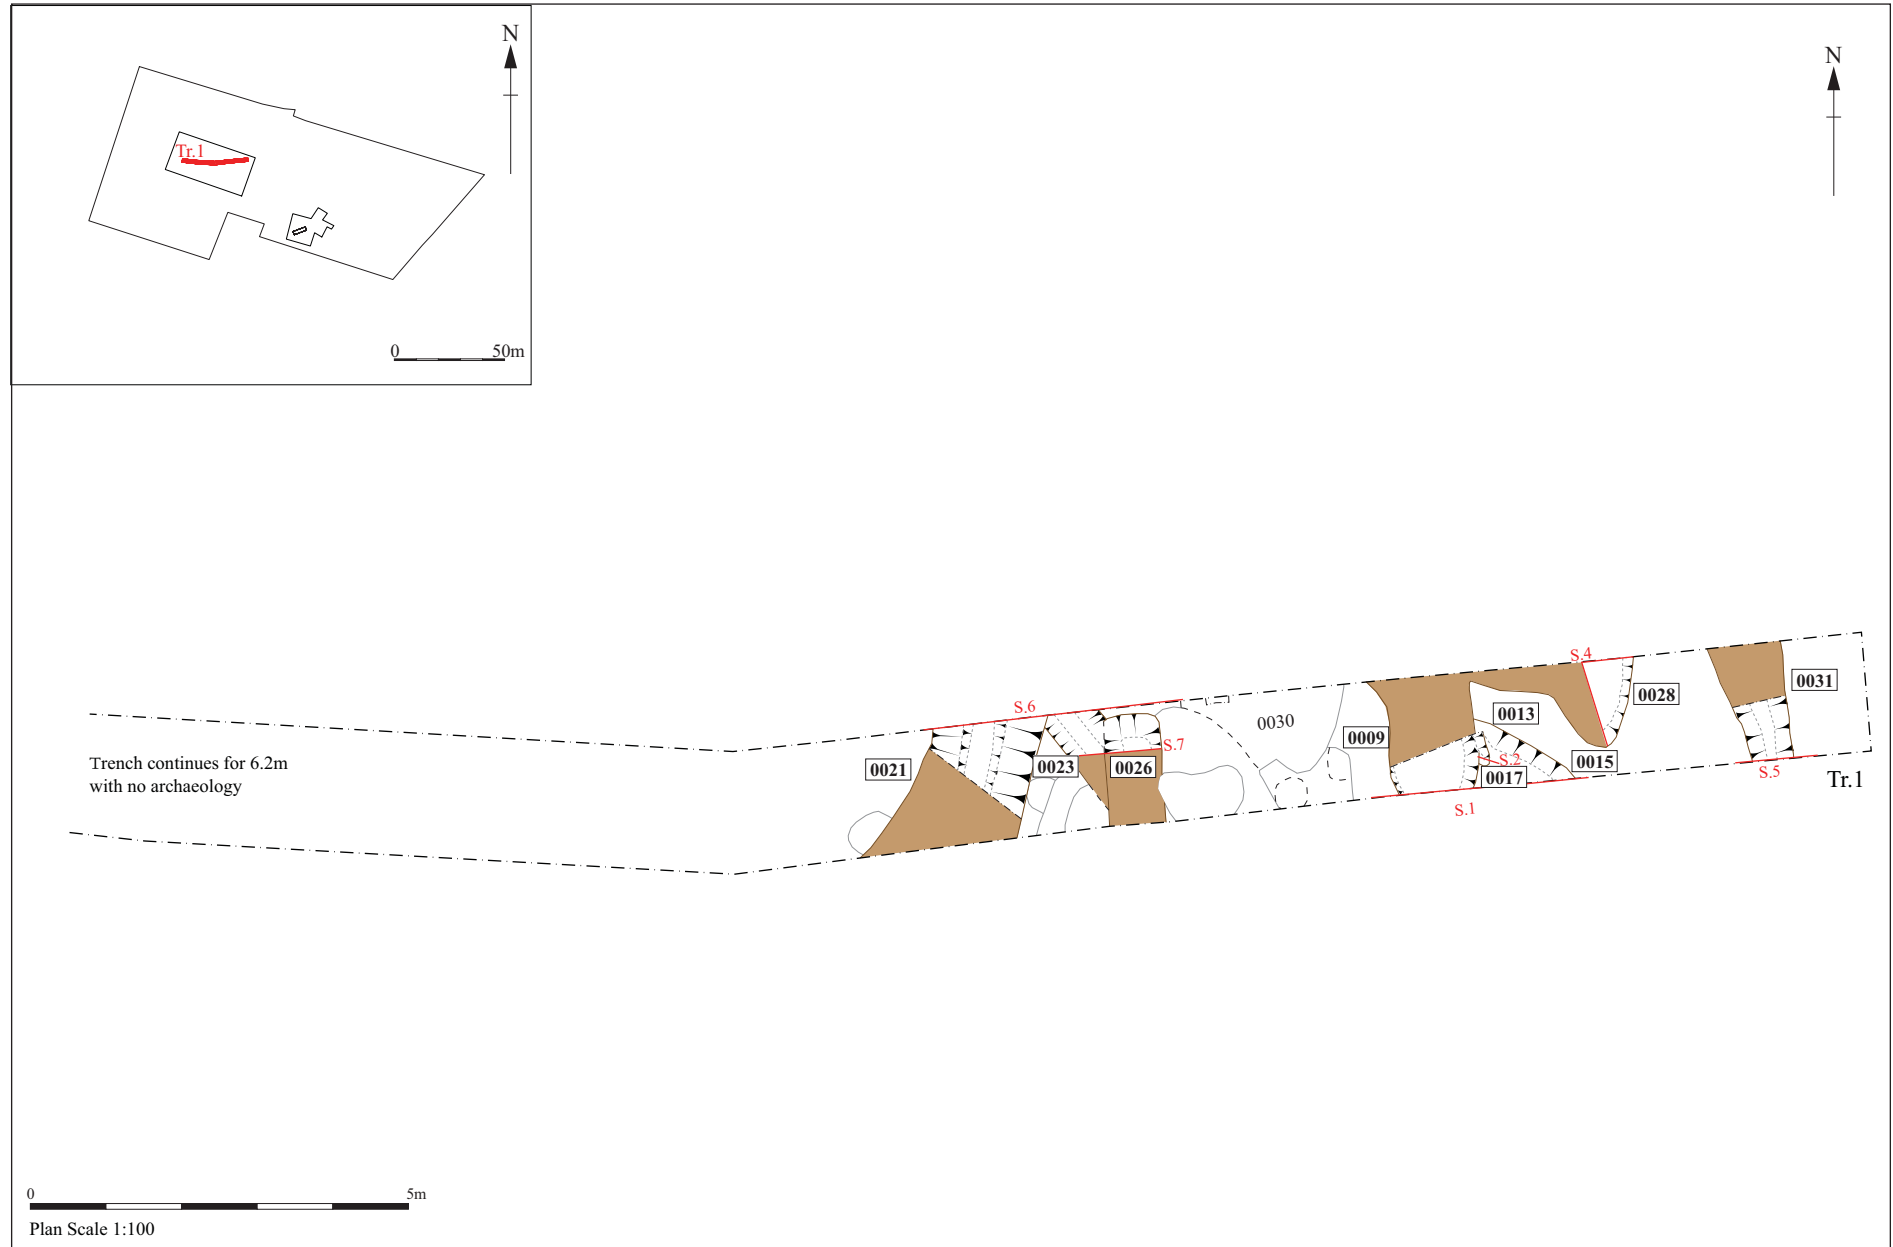 N
Tr.1
0 50m
N
S.4
0031
0028
S.6
0013
0030
0009
S.7
S.2
0015
0023
0026
0021
0017
S.5
Tr.1
S.1
Trench continues for 6.2m
with no archaeology
0 5m
Plan Scale 1:100